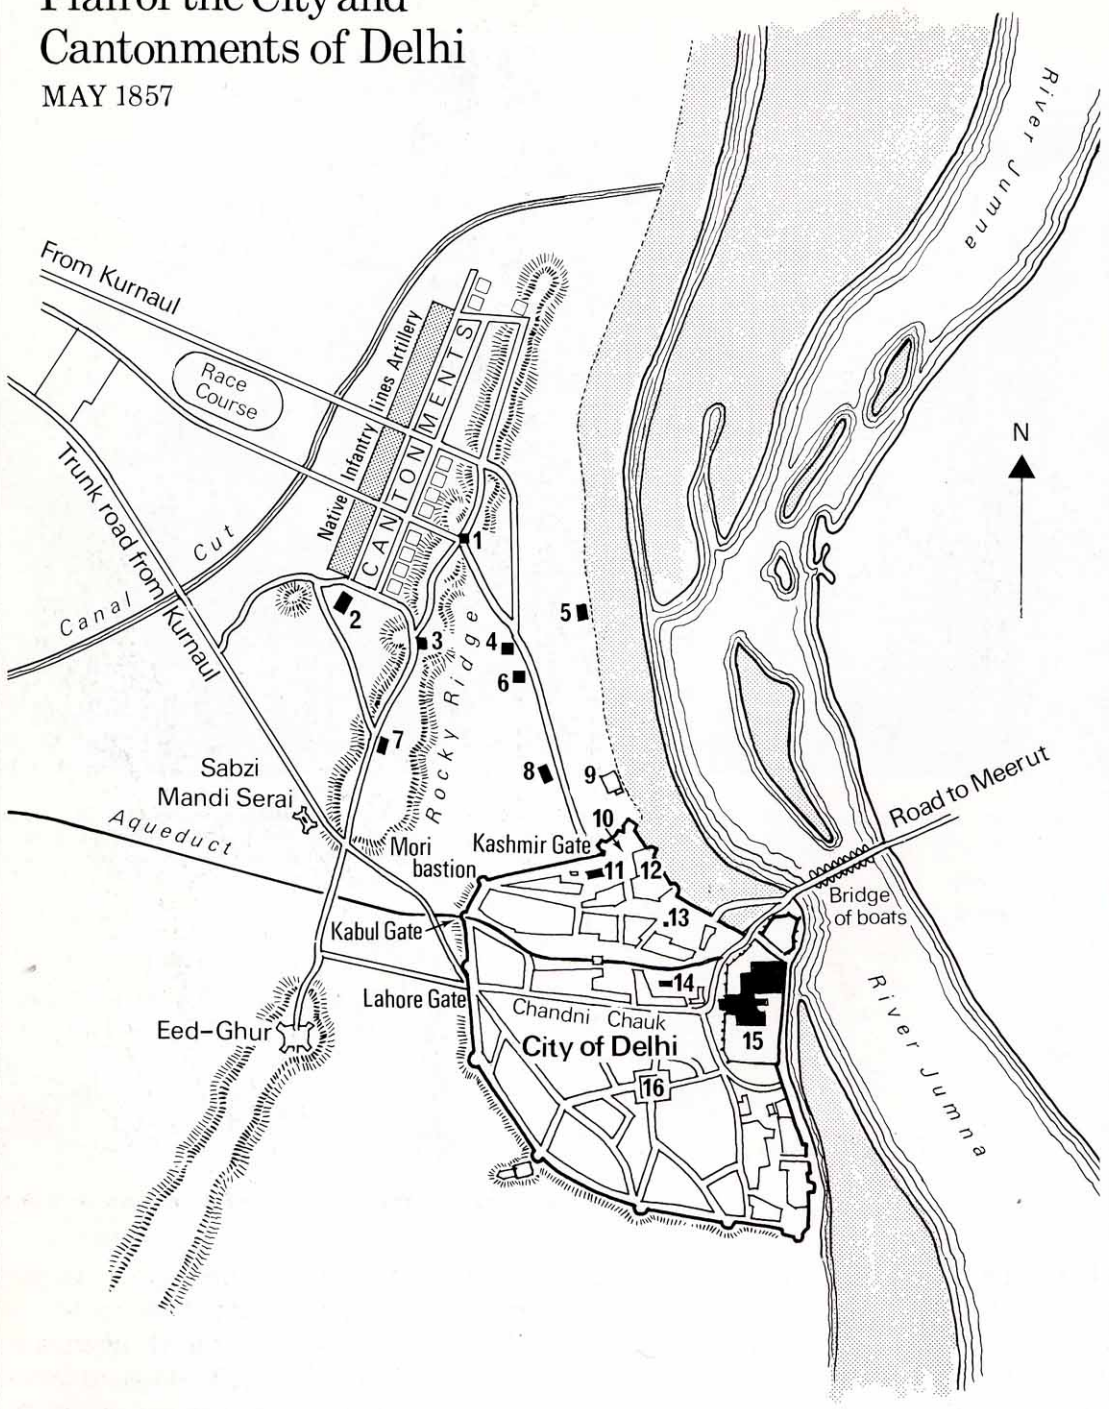 Plan of the City and
Cantonments of Delhi
MAY 1857
River Jumna
From Kurnaul
Race
Course
Native Infantry Lines Artillery
CANTONMENTS
N
Trunk road from Kurnaul
Canal Cut
1
2
3
4
5
6
7
8
9
Rocky Ridge
Sabzi
Mandi Serai
Aqueduct
Road to Meerut
Mori
bastion
Kashmir Gate
10
11
12
13
Bridge
of boats
Kabul Gate
Lahore Gate
14
Chandni Chauk
City of Delhi
15
16
Eed-Ghur
River Jumna